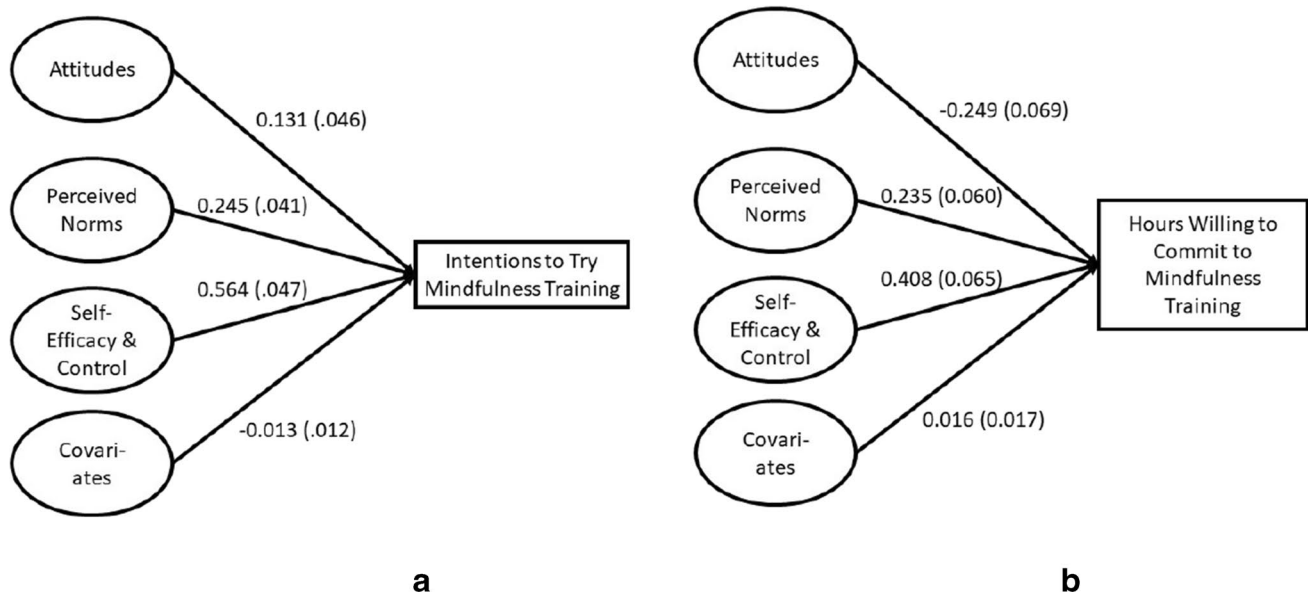 Attitudes
0.131 (.046)
Perceived
Norms
0.245 (.041)
Self-
Efficacy &
Control
0.564 (.047)
Covari-
ates
-0.013 (.012)
Intentions to Try
Mindfulness Training
a
Attitudes
-0.249 (0.069)
Perceived
Norms
0.235 (0.060)
Self-
Efficacy &
Control
0.408 (0.065)
Covari-
ates
0.016 (0.017)
Hours Willing to
Commit to
Mindfulness
Training
b